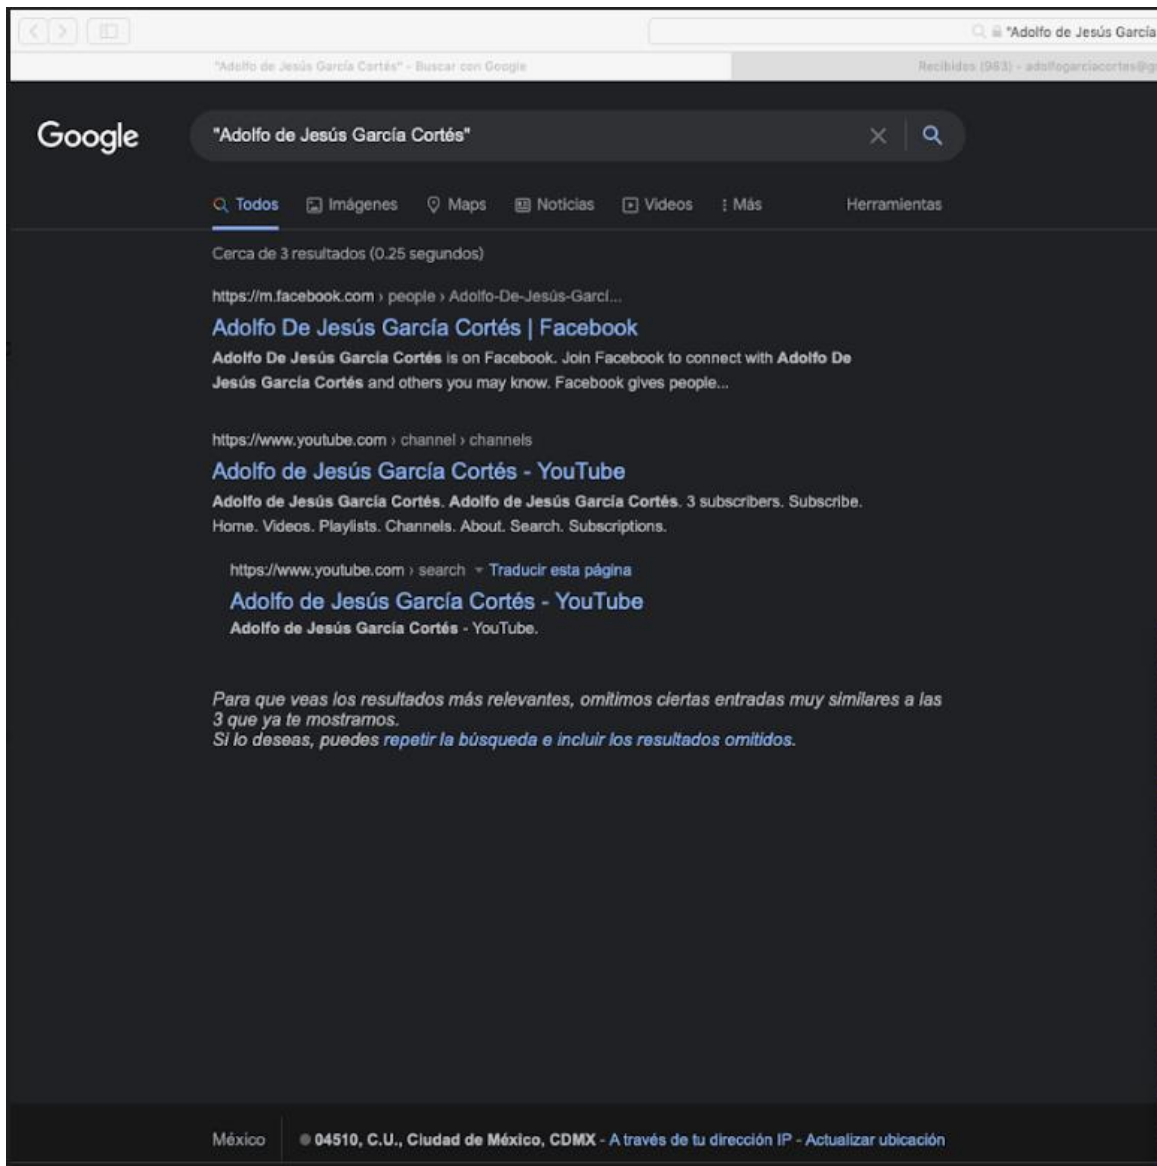 "Adolfo de Jesús García
"Adolfo de Jesús García Cortés" - Buscar con Google
Recibidos (983) - adolfogarciacortes@g
Google
"Adolfo de Jesús García Cortés"
Todos Imágenes Maps Noticias Videos Más Herramientas
Cerca de 3 resultados (0.25 segundos)
https://m.facebook.com › people › Adolfo-De-Jesús-Garcí...
Adolfo De Jesús García Cortés | Facebook
Adolfo De Jesús García Cortés is on Facebook. Join Facebook to connect with Adolfo De
Jesús García Cortés and others you may know. Facebook gives people...
https://www.youtube.com › channel › channels
Adolfo de Jesús García Cortés - YouTube
Adolfo de Jesús García Cortés. Adolfo de Jesús García Cortés. 3 subscribers. Subscribe.
Home. Videos. Playlists. Channels. About. Search. Subscriptions.
https://www.youtube.com › search Traducir esta página
Adolfo de Jesús García Cortés - YouTube
Adolfo de Jesús García Cortés - YouTube.
Para que veas los resultados más relevantes, omitimos ciertas entradas muy similares a las
3 que ya te mostramos.
Si lo deseas, puedes repetir la búsqueda e incluir los resultados omitidos.
México 04510, C.U., Ciudad de México, CDMX - A través de tu dirección IP - Actualizar ubicación